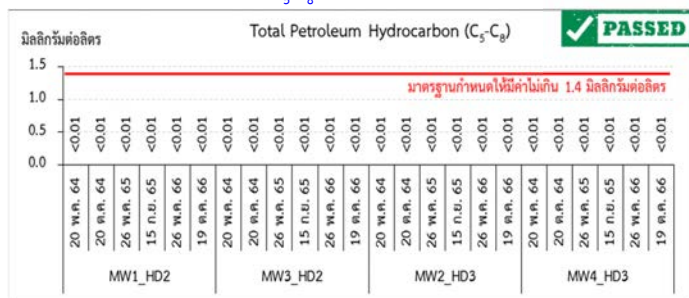 Total Petroleum Hydrocarbon (C5-C8)
PASSED
มิลลิกรัมต่อลิตร
1.5
มาตรฐานกำหนดให้มีค่าไม่เกิน 1.4 มิลลิกรัมต่อลิตร
1.0
0.5
0.0
<0.01 <0.01 <0.01 <0.01 <0.01 <0.01 <0.01 <0.01 <0.01 <0.01 <0.01 <0.01 <0.01 <0.01 <0.01 <0.01 <0.01 <0.01 <0.01 <0.01 <0.01 <0.01 <0.01 <0.01
20 พ.ค. 64 20 ต.ค. 64 26 พ.ค. 65 15 ก.ย. 65 26 พ.ค. 66 19 ต.ค. 66 20 พ.ค. 64 20 ต.ค. 64 26 พ.ค. 65 15 ก.ย. 65 26 พ.ค. 66 19 ต.ค. 66 20 พ.ค. 64 20 ต.ค. 64 26 พ.ค. 65 15 ก.ย. 65 26 พ.ค. 66 19 ต.ค. 66 20 พ.ค. 64 20 ต.ค. 64 26 พ.ค. 65 15 ก.ย. 65 26 พ.ค. 66 19 ต.ค. 66
MW1_HD2 MW3_HD2 MW2_HD3 MW4_HD3